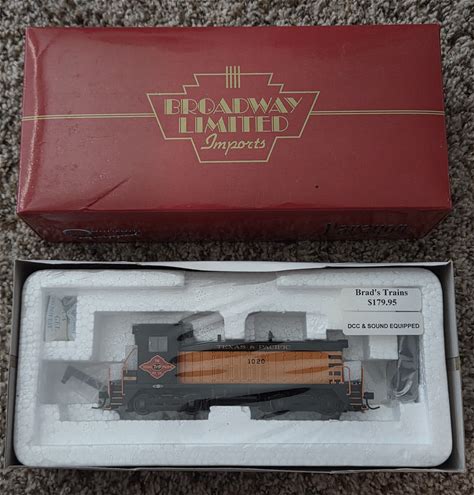 BROADWAY
LIMITED
Imports
Brad's Trains
$179.95
DCC & SOUND EQUIPPED
TEXAS & PACIFIC
1020